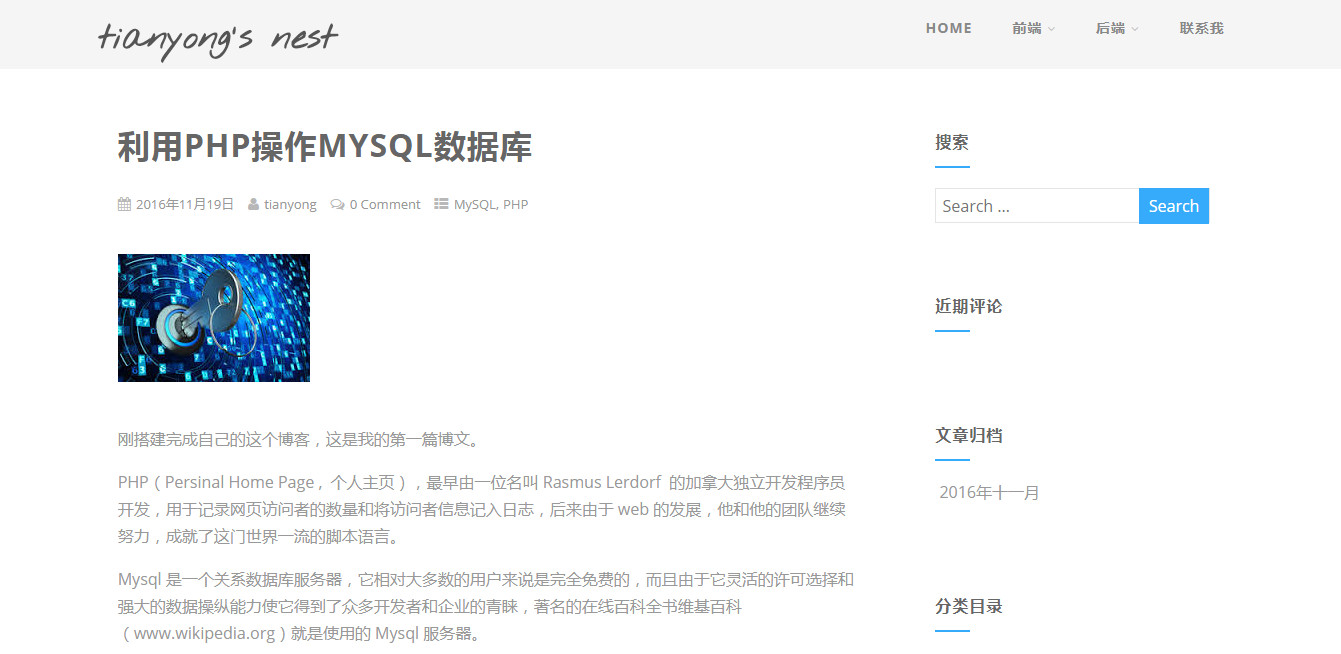 tianyong's nest
HOME 前端 后端 联系我
利用PHP操作MYSQL数据库
2016年11月19日 tianyong 0 Comment MySQL, PHP
刚搭建完成自己的这个博客，这是我的第一篇博文。
PHP（Persinal Home Page，个人主页），最早由一位名叫 Rasmus Lerdorf 的加拿大独立开发程序员
开发，用于记录网页访问者的数量和将访问者信息记入日志，后来由于 web 的发展，他和他的团队继续
努力，成就了这门世界一流的脚本语言。
Mysql 是一个关系数据库服务器，它相对大多数的用户来说是完全免费的，而且由于它灵活的许可选择和
强大的数据操纵能力使它得到了众多开发者和企业的青睐，著名的在线百科全书维基百科
（www.wikipedia.org）就是使用的 Mysql 服务器。
搜索
Search ... Search
近期评论
文章归档
2016年十一月
分类目录